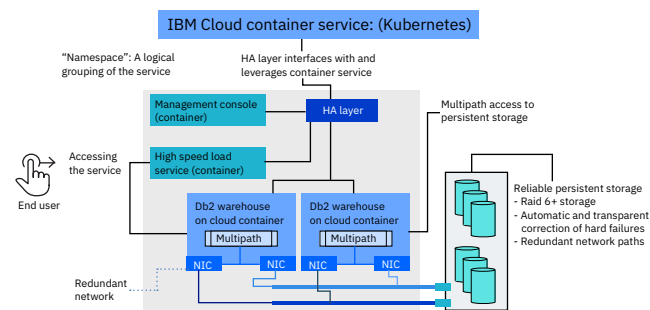 IBM Cloud container service: (Kubernetes)
“Namespace”: A logical
grouping of the service
HA layer interfaces with and
leverages container service
Management console
(container)
HA layer
Multipath access to
persistent storage
Accessing
the service
High speed load
service (container)
End user
Db2 warehouse
on cloud container
Multipath
NIC
NIC
Db2 warehouse
on cloud container
Multipath
NIC
NIC
Reliable persistent storage
- Raid 6+ storage
- Automatic and transparent
correction of hard failures
- Redundant network paths
Redundant
network